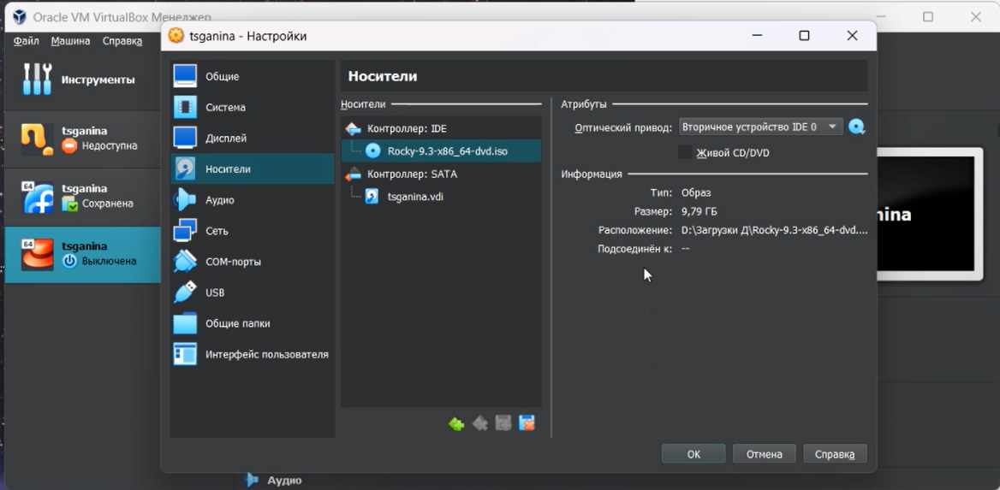 Oracle VM VirtualBox Менеджер
Файл Машина Справка
Инструменты
tsganina
Недоступна
64
tsganina
Сохранена
64
tsganina
Выключена
tsganina - Настройки
Общие
Система
Дисплей
Носители
Аудио
Сеть
COM-порты
USB
Общие папки
Интерфейс пользователя
Носители
Носители
Контроллер: IDE
Rocky-9.3-x86_64-dvd.iso
Контроллер: SATA
tsganina.vdi
Атрибуты
Оптический привод: Вторичное устройство IDE 0
Живой CD/DVD
Информация
Тип: Образ
Размер: 9,79 ГБ
Расположение: D:\Загрузки Д\Rocky-9.3-x86_64-dvd....
Подсоединён к: --
OK Отмена Справка
nina
Аудио